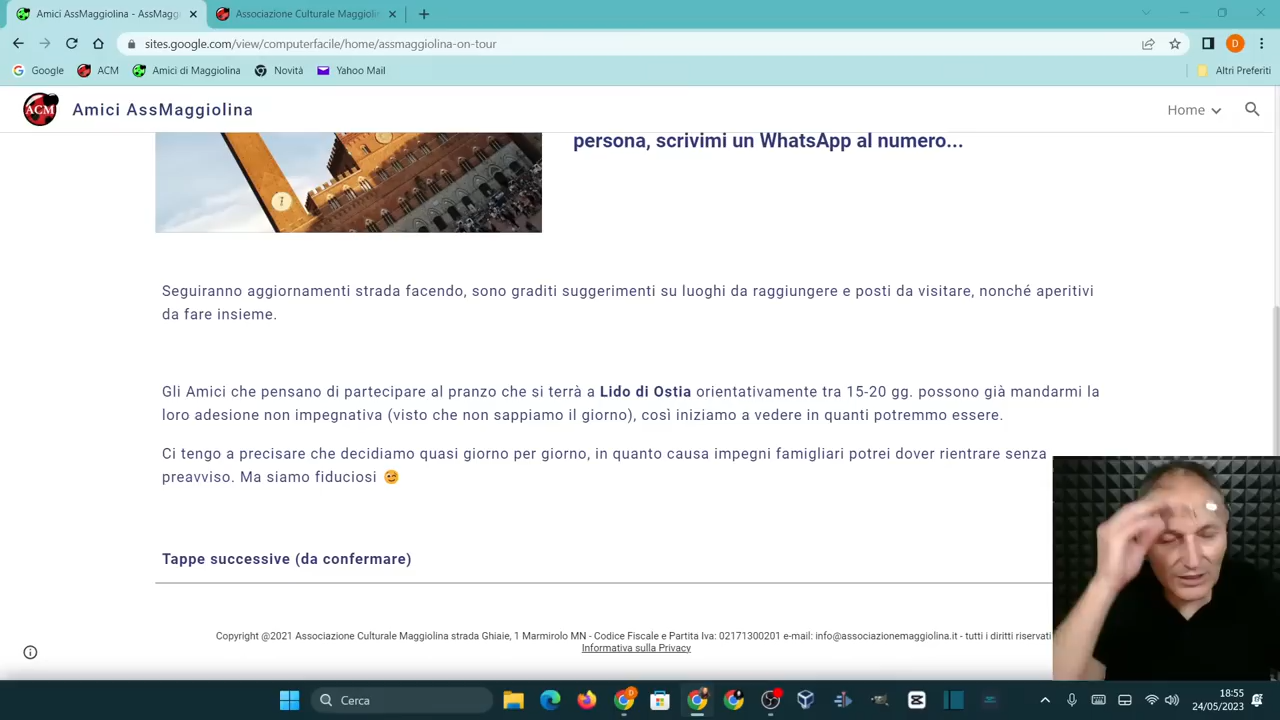 Amici AssMaggiolina - AssMagg
Associazione Culturale Maggiolin
sites.google.com/view/computerfacile/home/assmaggiolina-on-tour
D
Google
ACM
Amici di Maggiolina
Novità
Yahoo Mail
Altri Preferiti
ACM
Amici AssMaggiolina
Home
persona, scrivimi un WhatsApp al numero...
Seguiranno aggiornamenti strada facendo, sono graditi suggerimenti su luoghi da raggiungere e posti da visitare, nonché aperitivi
da fare insieme.
Gli Amici che pensano di partecipare al pranzo che si terrà a Lido di Ostia orientativamente tra 15-20 gg. possono già mandarmi la
loro adesione non impegnativa (visto che non sappiamo il giorno), così iniziamo a vedere in quanti potremmo essere.
Ci tengo a precisare che decidiamo quasi giorno per giorno, in quanto causa impegni famigliari potrei dover rientrare senza
preavviso. Ma siamo fiduciosi 😊
Tappe successive (da confermare)
Copyright @2021 Associazione Culturale Maggiolina strada Ghiaie, 1 Marmirolo MN - Codice Fiscale e Partita Iva: 02171300201 e-mail: info@associazionemaggiolina.it - tutti i diritti riservati
Informativa sulla Privacy
Cerca
18:55
24/05/2023